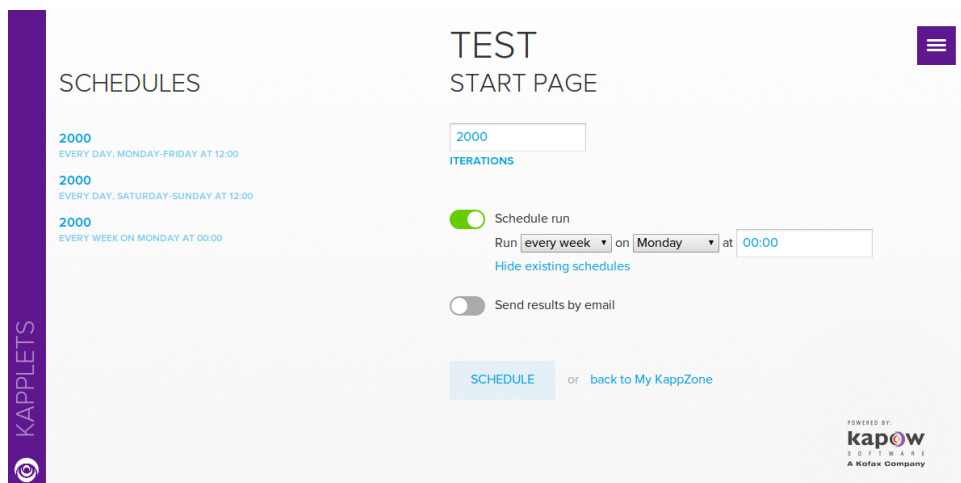 KAPPLETS
SCHEDULES
2000
EVERY DAY, MONDAY-FRIDAY AT 12:00
2000
EVERY DAY, SATURDAY-SUNDAY AT 12:00
2000
EVERY WEEK ON MONDAY AT 00:00
TEST
START PAGE
2000
ITERATIONS
Schedule run
Run every week on Monday at 00:00
Hide existing schedules
Send results by email
SCHEDULE or back to My KappZone
POWERED BY:
kapow
SOFTWARE
A Kofax Company